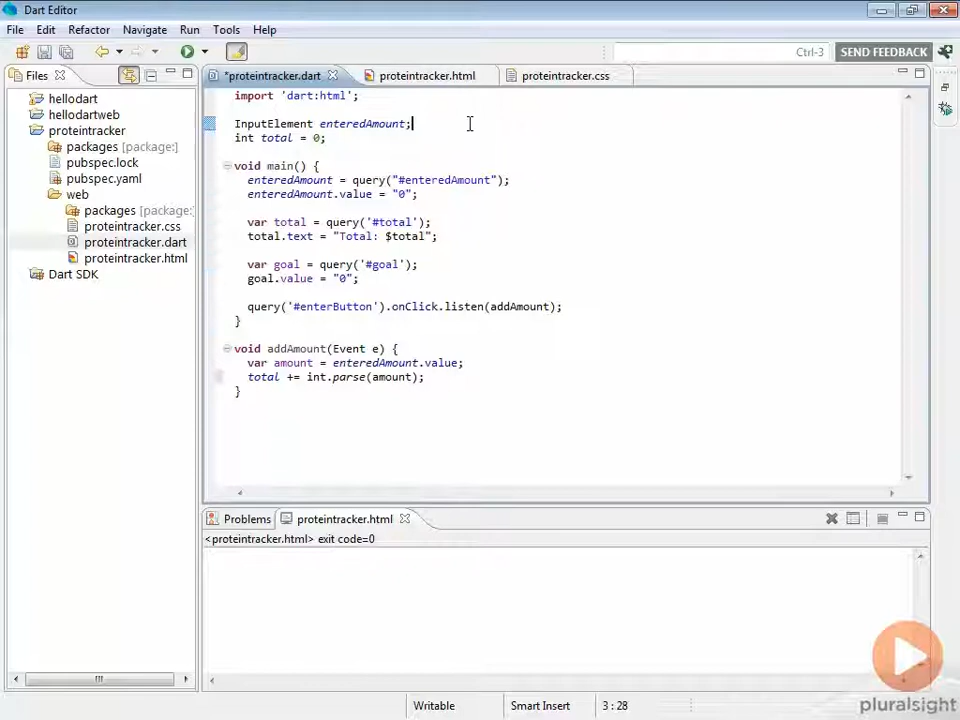 Dart Editor
File Edit Refactor Navigate Run Tools Help
Ctrl-3 SEND FEEDBACK
Files
*proteintracker.dart proteintracker.html proteintracker.css
hellodart
hellodartweb
proteintracker
packages [package:]
pubspec.lock
pubspec.yaml
web
packages [package:
proteintracker.css
proteintracker.dart
proteintracker.html
Dart SDK
import 'dart:html';
InputElement enteredAmount;
int total = 0;
void main() {
enteredAmount = query("#enteredAmount");
enteredAmount.value = "0";
var total = query('#total');
total.text = "Total: $total";
var goal = query('#goal');
goal.value = "0";
query('#enterButton').onClick.listen(addAmount);
}
void addAmount(Event e) {
var amount = enteredAmount.value;
total += int.parse(amount);
}
Problems proteintracker.html
<proteintracker.html> exit code=0
Writable Smart Insert 3 : 28
pluralsight